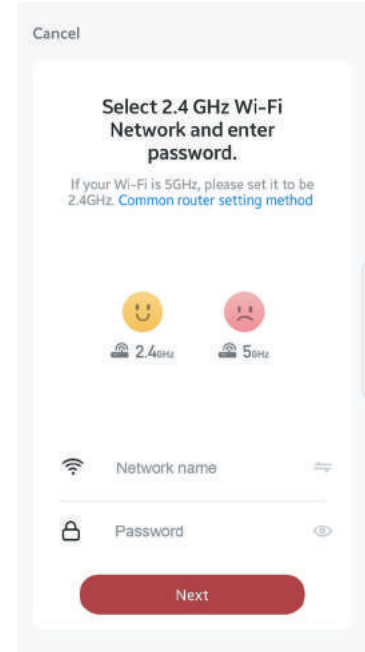 Cancel
Select 2.4 GHz Wi-Fi
Network and enter
password.
If your Wi-Fi is 5GHz, please set it to be
2.4GHz. Common router setting method
2.4GHz 5GHz
Network name
Password
Next